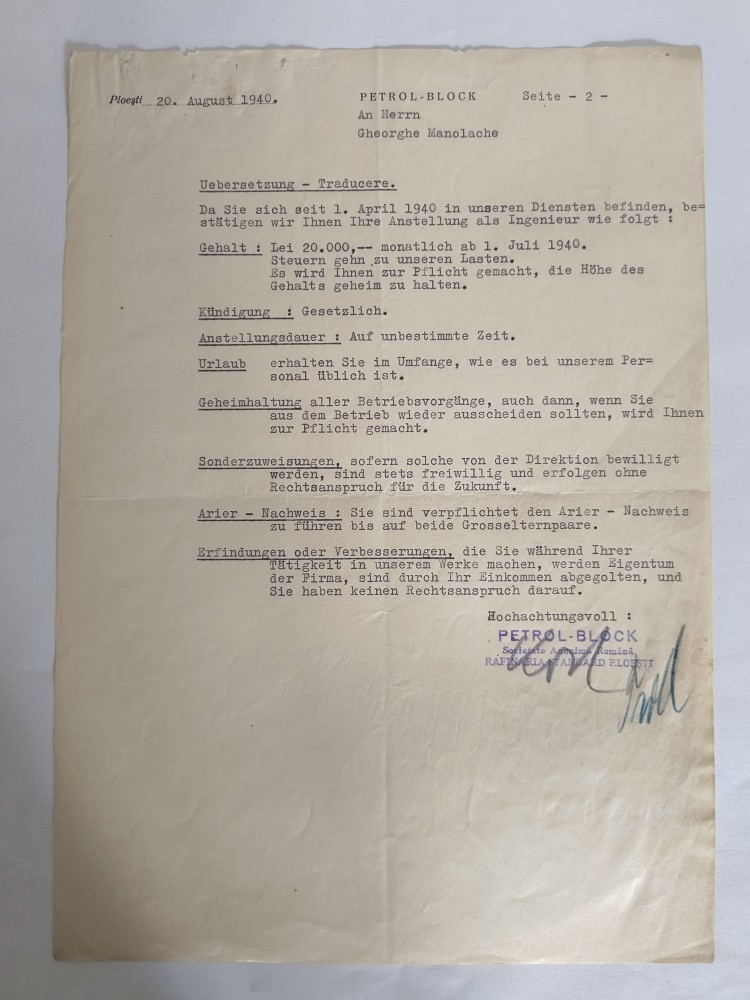 Ploești 20. August 1940. PETROL-BLOCK Seite - 2 -
An Herrn
Gheorghe Manolache
Uebersetzung - Traducere.
Da Sie sich seit 1. April 1940 in unseren Diensten befinden, be=
stätigen wir Ihnen Ihre Anstellung als Ingenieur wie folgt :
Gehalt : Lei 20.000,-- monatlich ab 1. Juli 1940.
Steuern gehn zu unseren Lasten.
Es wird Ihnen zur Pflicht gemacht, die Höhe des
Gehalts geheim zu halten.
Kündigung : Gesetzlich.
Anstellungsdauer : Auf unbestimmte Zeit.
Urlaub erhalten Sie im Umfange, wie es bei unserem Per=
sonal üblich ist.
Geheimhaltung aller Betriebsvorgänge, auch dann, wenn Sie
aus dem Betrieb wieder ausscheiden sollten, wird Ihnen
zur Pflicht gemacht.
Sonderzuweisungen, sofern solche von der Direktion bewilligt
werden, sind stets freiwillig und erfolgen ohne
Rechtsanspruch für die Zukunft.
Arier - Nachweis : Sie sind verpflichtet den Arier - Nachweis
zu führen bis auf beide Grosselternpaare.
Erfindungen oder Verbesserungen, die Sie während Ihrer
Tätigkeit in unserem Werke machen, werden Eigentum
der Firma, sind durch Ihr Einkommen abgegolten, und
Sie haben keinen Rechtsanspruch darauf.
Hochachtungsvoll :
PETROL-BLOCK
Societate Anonimă Română
RAFINARIA STANDARD PLOESTI